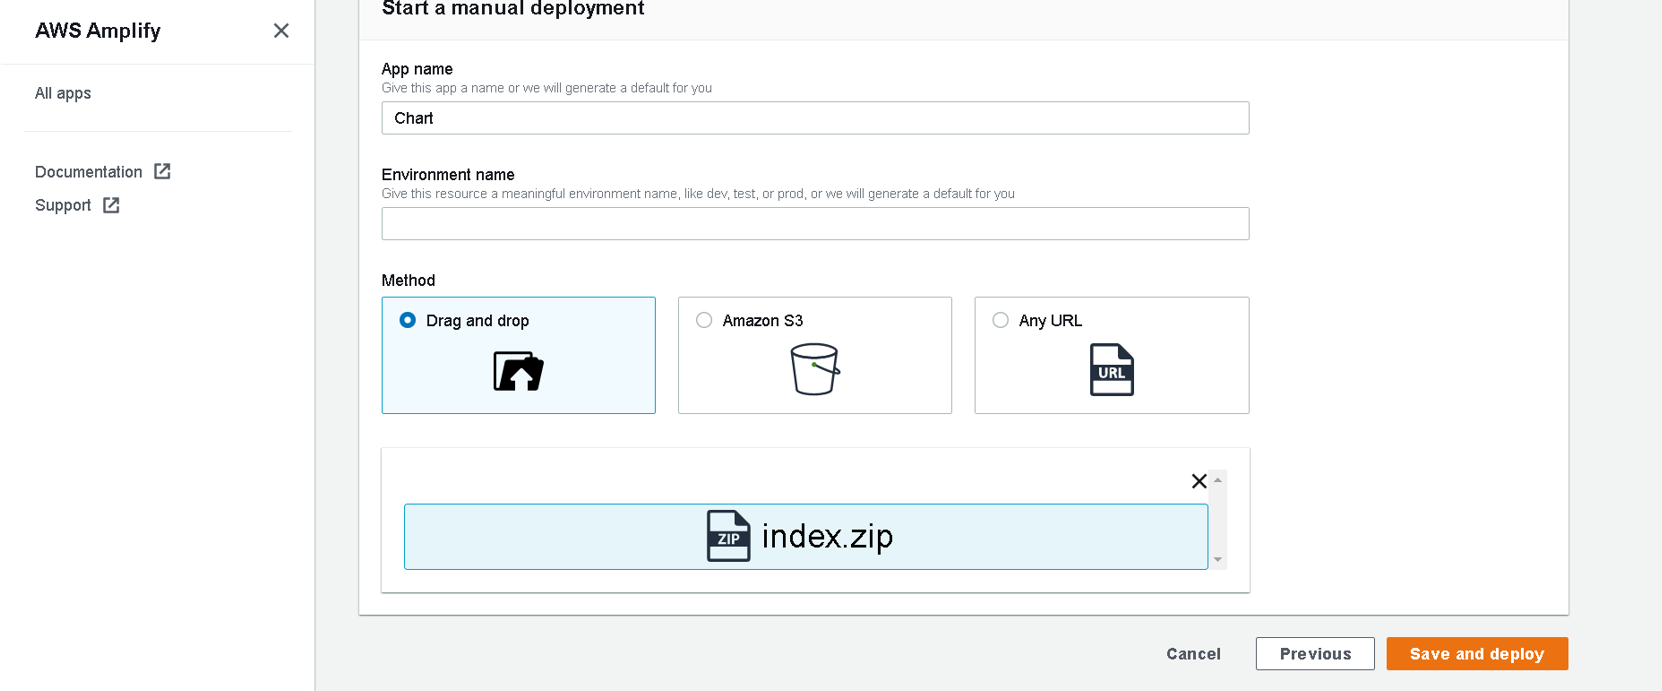 AWS Amplify
All apps
Documentation
Support
Start a manual deployment
App name
Give this app a name or we will generate a default for you
Chart
Environment name
Give this resource a meaningful environment name, like dev, test, or prod, or we will generate a default for you
Method
Drag and drop
Amazon S3
Any URL
URL
ZIP index.zip
Cancel
Previous
Save and deploy